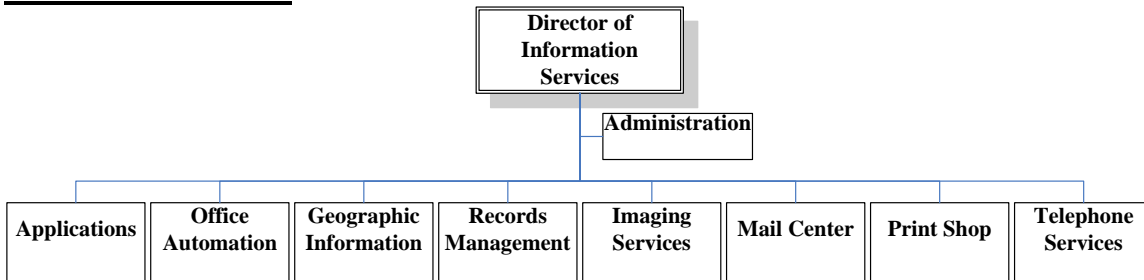 Director of
Information
Services
Administration
Applications
Office
Automation
Geographic
Information
Records
Management
Imaging
Services
Mail Center
Print Shop
Telephone
Services